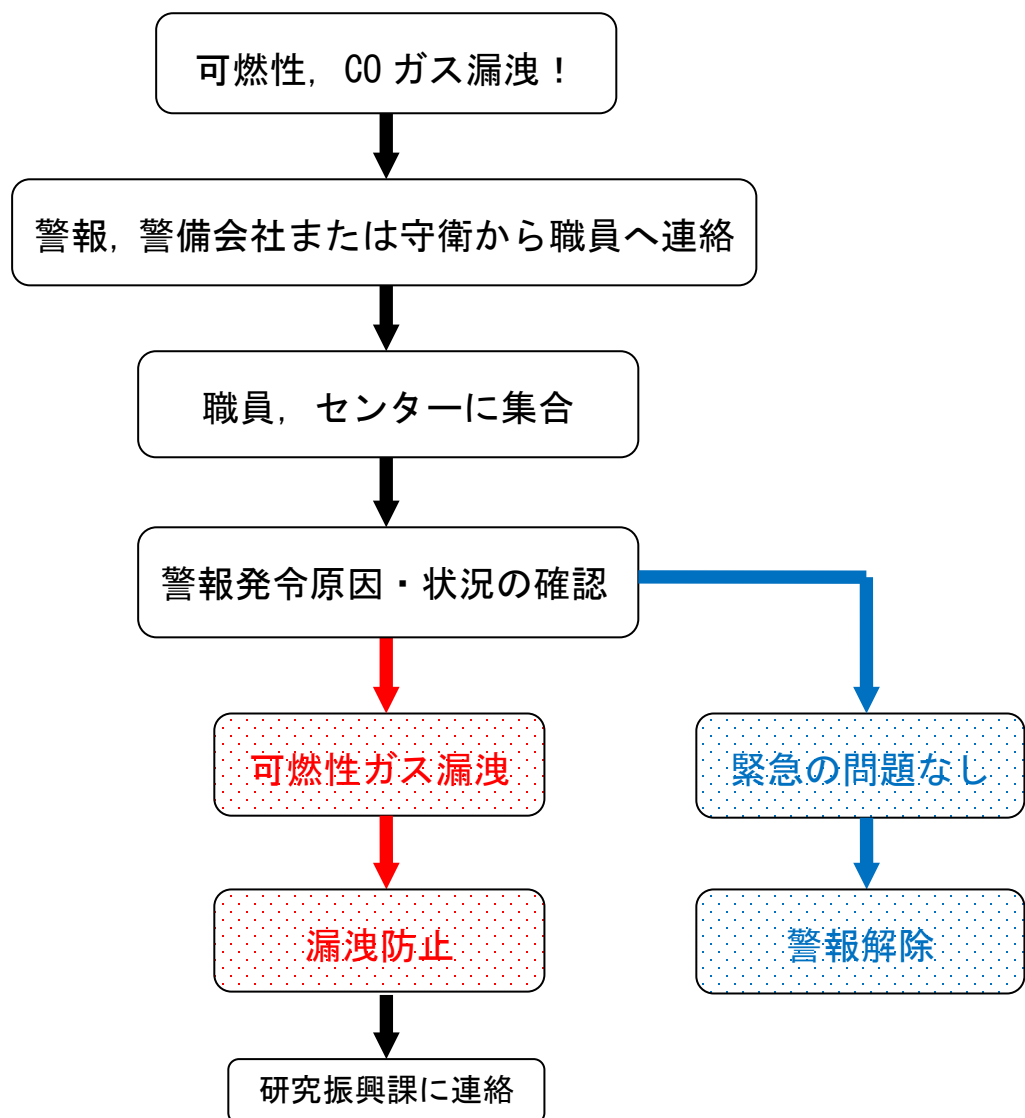 可燃性，COガス漏洩！
警報，警備会社または守衛から職員へ連絡
職員，センターに集合
警報発令原因・状況の確認
可燃性ガス漏洩
緊急の問題なし
漏洩防止
警報解除
研究振興課に連絡